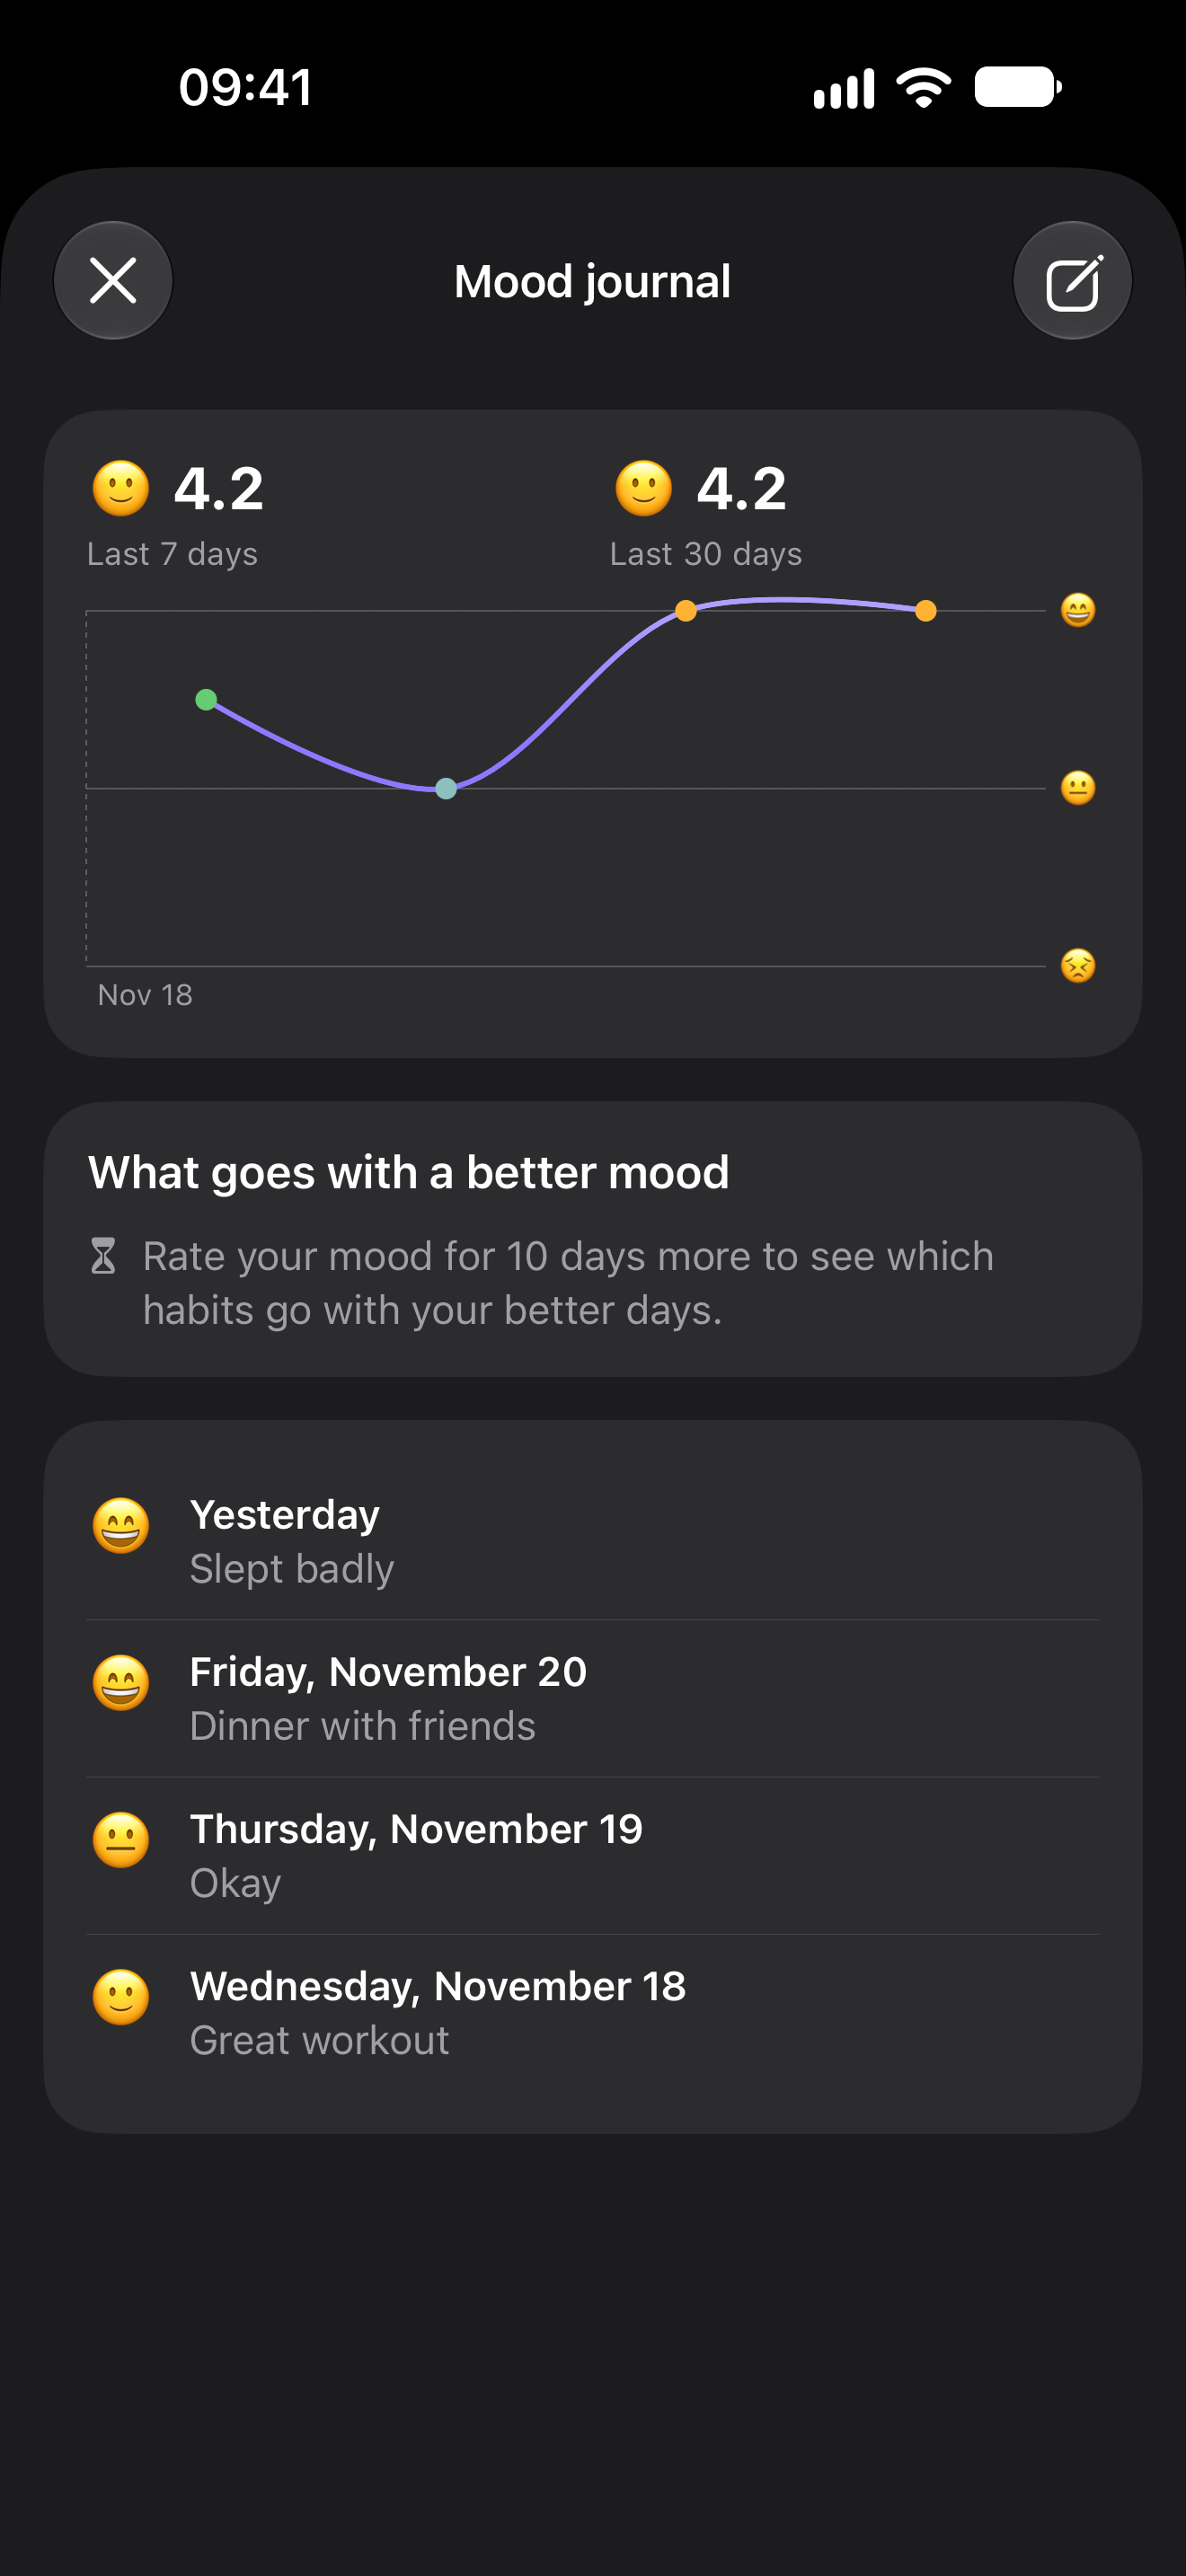 09:41
Mood journal
4.2
Last 7 days
4.2
Last 30 days
Nov 18
What goes with a better mood
Rate your mood for 10 days more to see which
habits go with your better days.
Yesterday
Slept badly
Friday, November 20
Dinner with friends
Thursday, November 19
Okay
Wednesday, November 18
Great workout